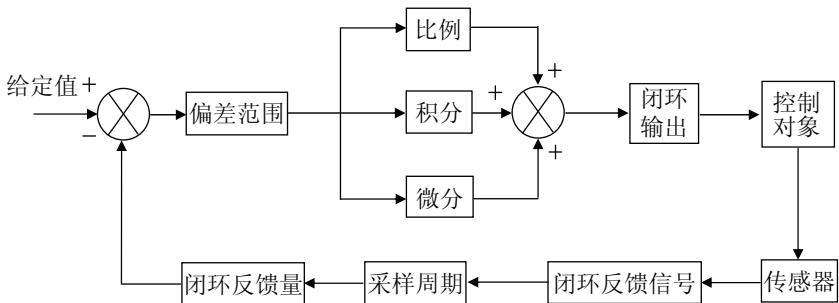 给定值 +
−
偏差范围
比例
积分
微分
+
+
+
闭环
输出
控制
对象
传感器
闭环反馈信号
采样周期
闭环反馈量